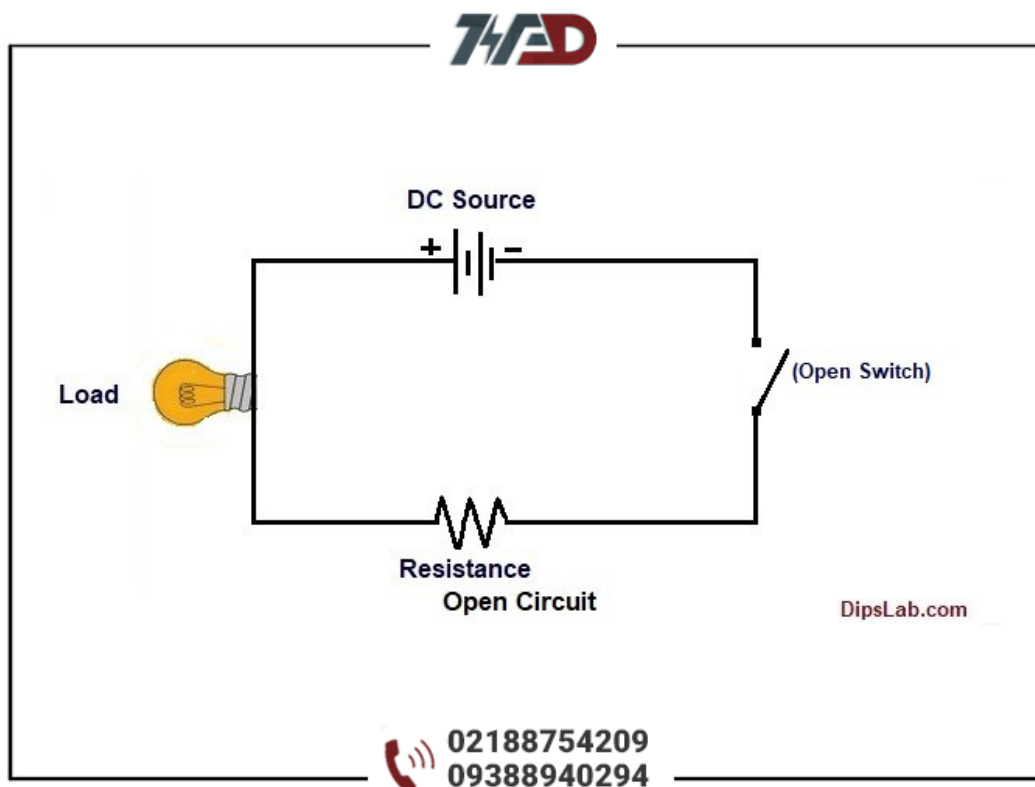 DC Source
+ –
(Open Switch)
Load
Resistance
Open Circuit
DipsLab.com
02188754209
09388940294